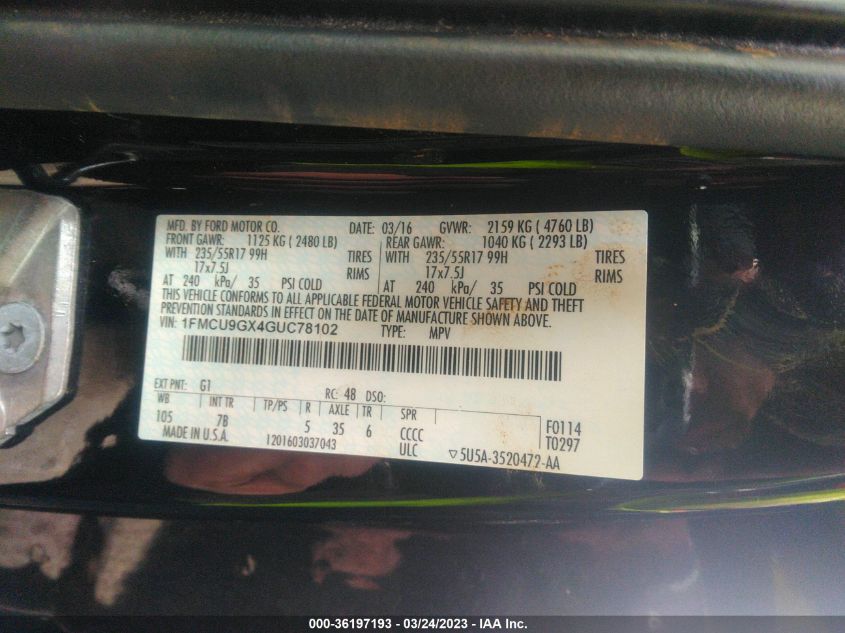 MFD. BY FORD MOTOR CO. DATE: 03/16 GVWR: 2159 KG ( 4760 LB)
FRONT GAWR: 1125 KG ( 2480 LB) REAR GAWR: 1040 KG ( 2293 LB)
WITH 235/55R17 99H TIRES WITH 235/55R17 99H TIRES
17x7.5J RIMS 17x7.5J RIMS
AT 240 kPa/ 35 PSI COLD AT 240 kPa/ 35 PSI COLD
THIS VEHICLE CONFORMS TO ALL APPLICABLE FEDERAL MOTOR VEHICLE SAFETY AND THEFT
PREVENTION STANDARDS IN EFFECT ON THE DATE OF MANUFACTURE SHOWN ABOVE.
VIN: 1FMCU9GX4GUC78102 TYPE: MPV
EXT PNT: G1 RC: 48 DSO:
WB INT TR TP/PS R AXLE TR SPR
105 7B 5 35 6 CCCC F0114
MADE IN U.S.A. 1201603037043 ULC T0297
▽5U5A-3520472-AA
000-36197193 - 03/24/2023 - IAA Inc.